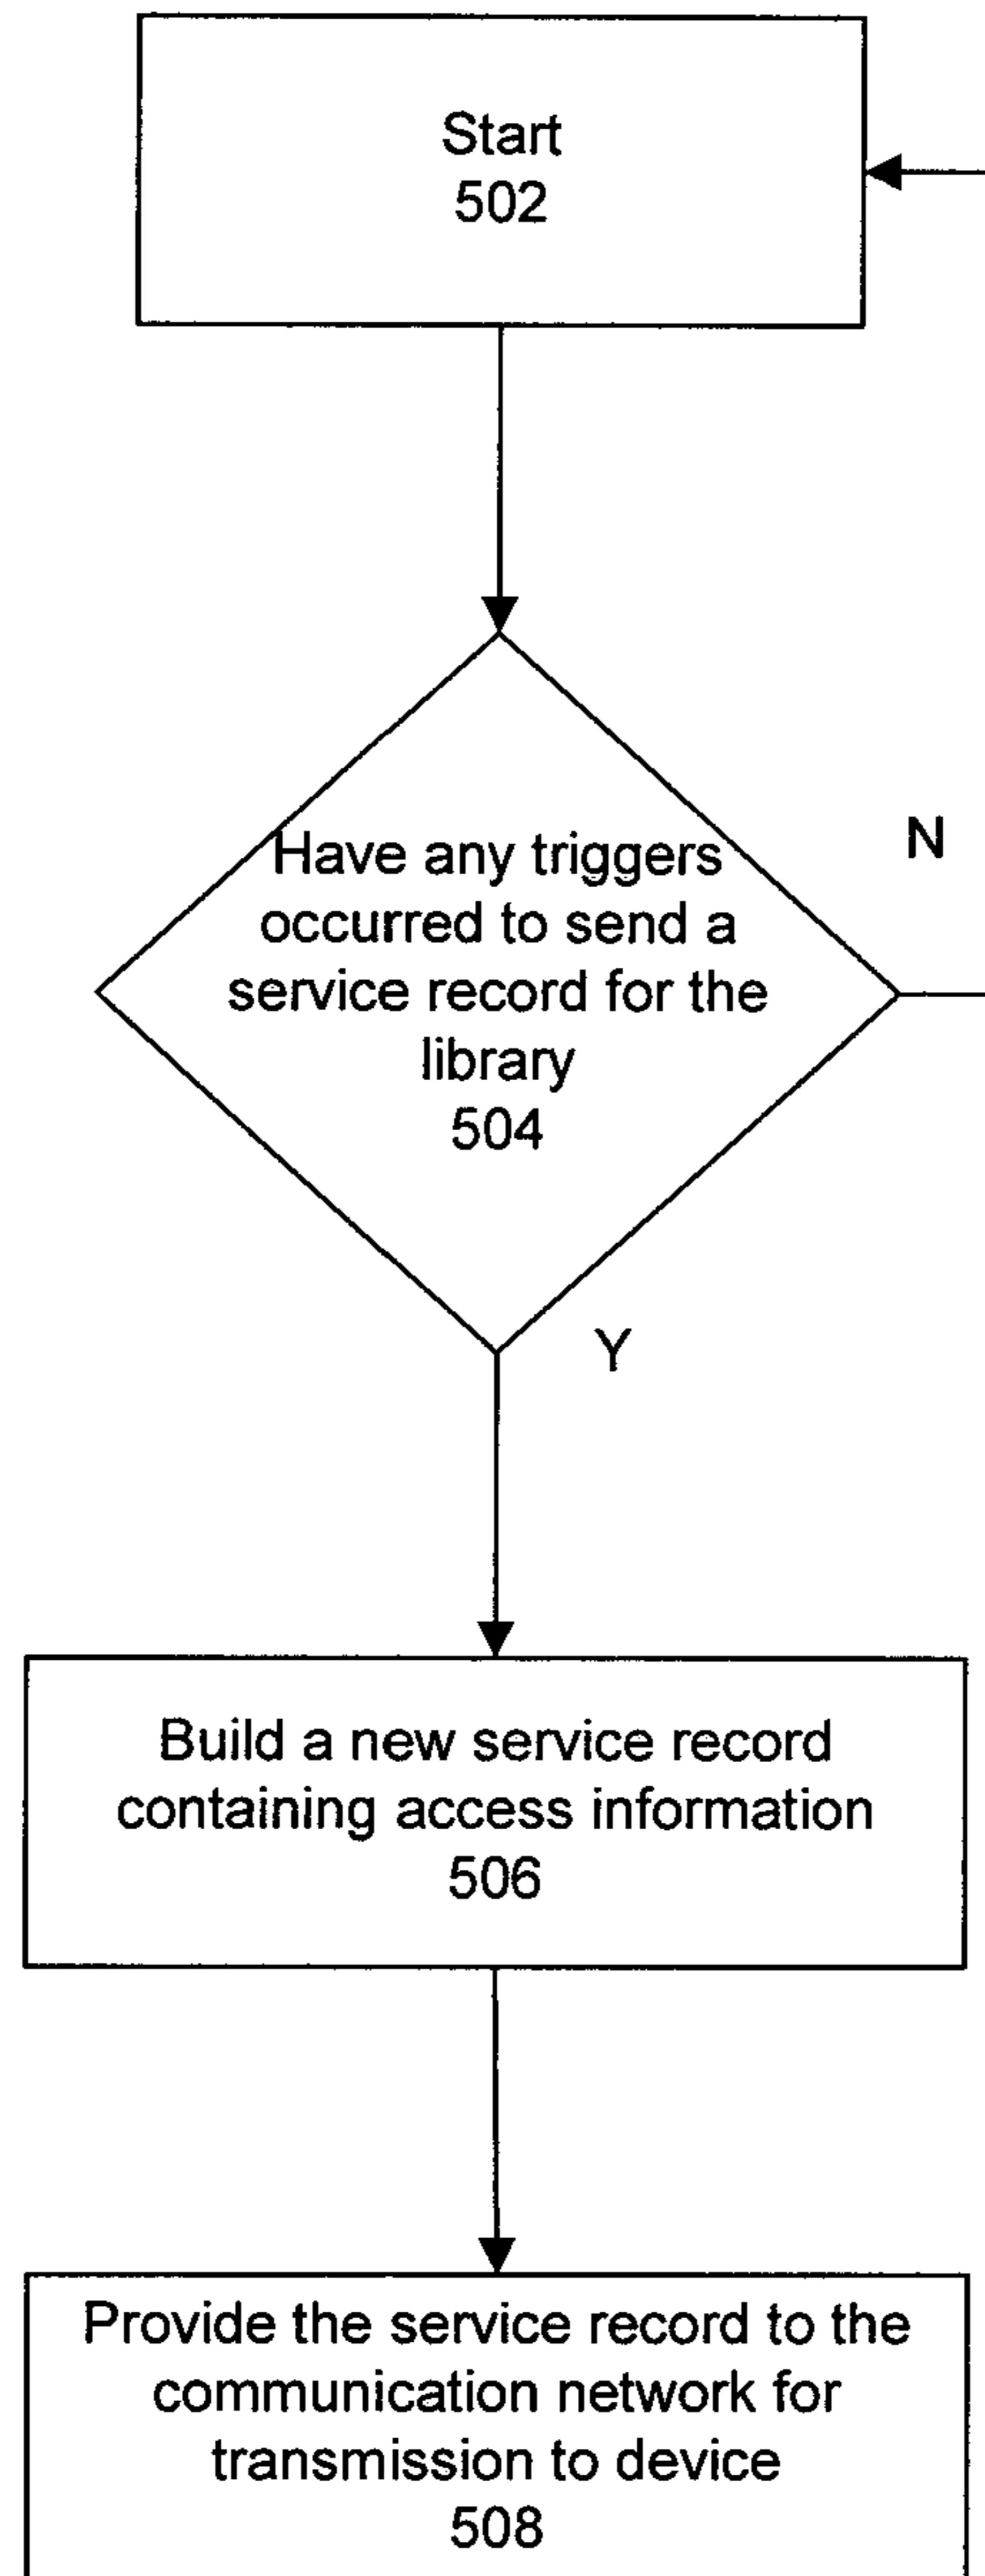 Start
502
Have any triggers
occurred to send a
service record for the
library
504
N
Y
Build a new service record
containing access information
506
Provide the service record to the
communication network for
transmission to device
508